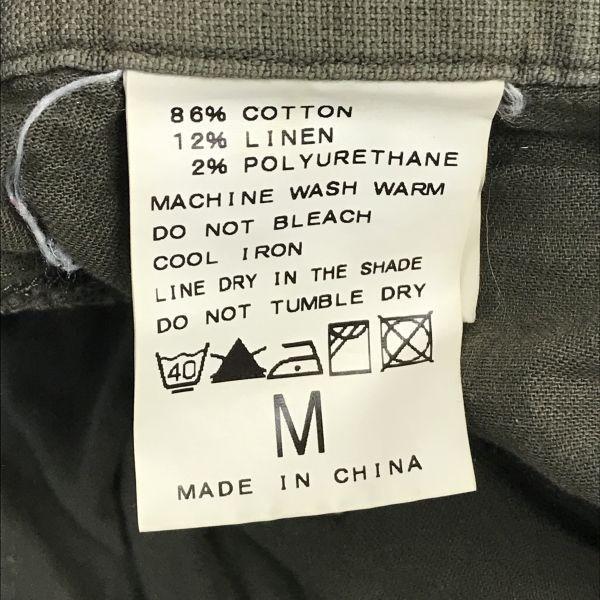 86% COTTON
12% LINEN
2% POLYURETHANE
MACHINE WASH WARM
DO NOT BLEACH
COOL IRON
LINE DRY IN THE SHADE
DO NOT TUMBLE DRY
40
M
MADE IN CHINA